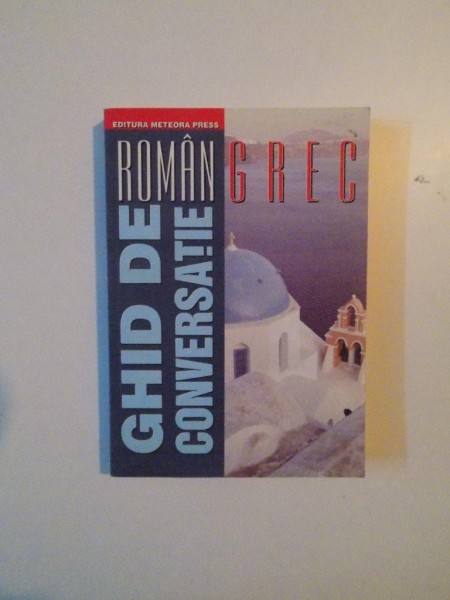 EDITURA METEORA PRESS
ROMÂN GREC
GHID DE
CONVERSAȚIE